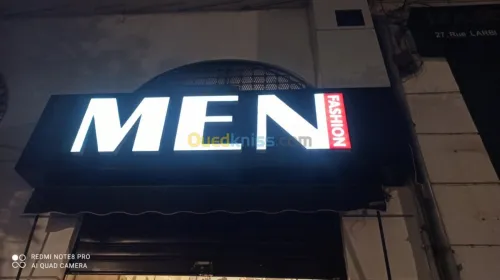 MEN
FASHION
Ouedkniss.com
27. Rue LARBI
REDMI NOTE 8 PRO
AI QUAD CAMERA